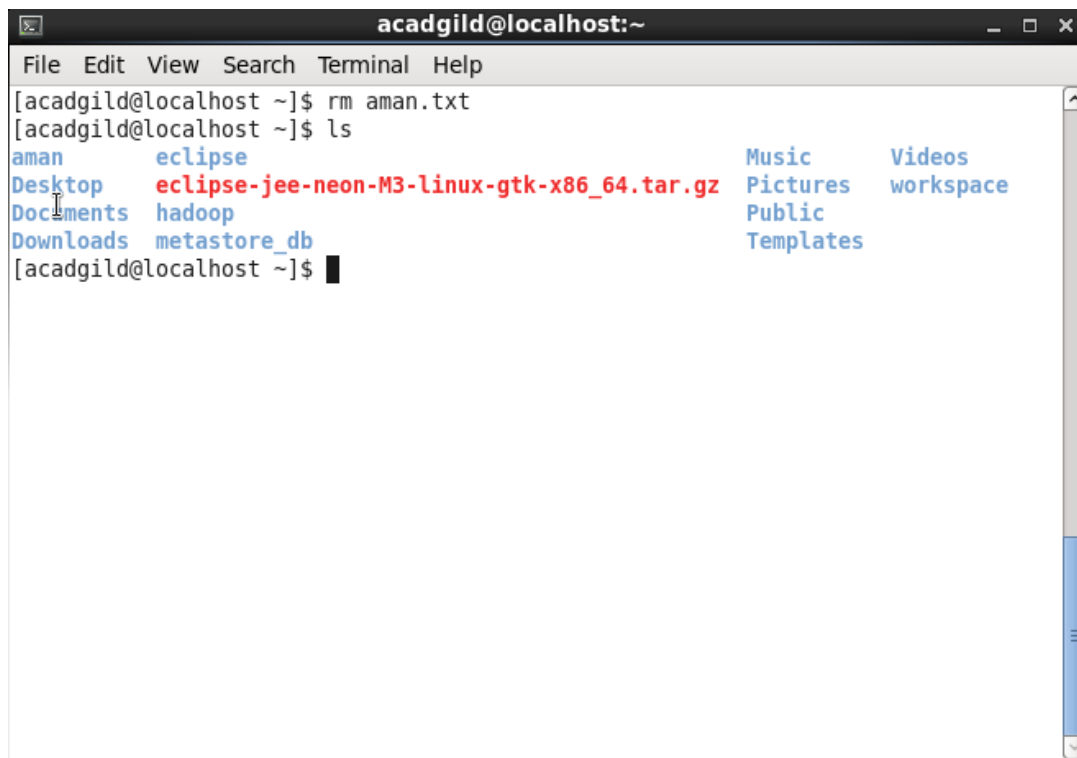 acadgild@localhost:~
File Edit View Search Terminal Help
[acadgild@localhost ~]$ rm aman.txt
[acadgild@localhost ~]$ ls
aman eclipse Music Videos
Desktop eclipse-jee-neon-M3-linux-gtk-x86_64.tar.gz Pictures workspace
Documents hadoop Public
Downloads metastore_db Templates
[acadgild@localhost ~]$